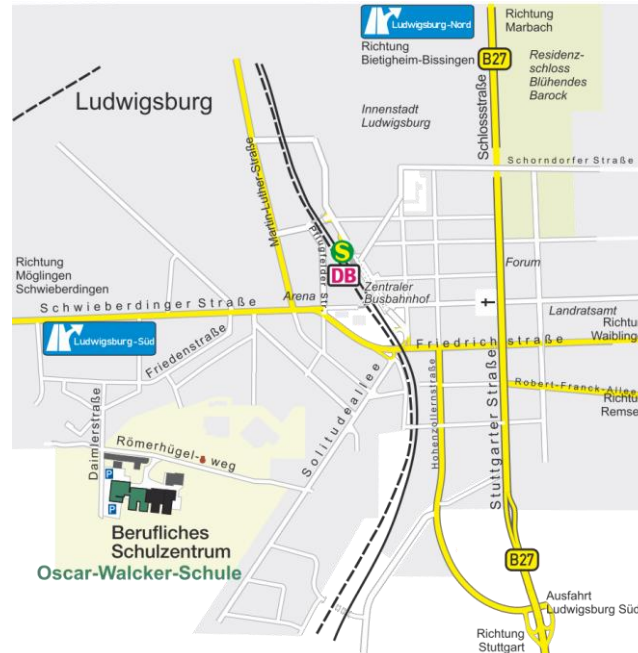 Ludwigsburg-Nord
Richtung
Marbach
Richtung
Bietigheim-Bissingen
B27
Residenz-
schloss
Blühendes
Barock
Ludwigsburg
Innenstadt
Ludwigsburg
Schlossstraße
Schorndorfer Straße
Martin-Luther-Straße
Pflugfelder Str.
S
DB
Richtung
Möglingen
Schwieberdingen
Zentraler
Busbahnhof
Forum
Arena
Schwieberdinger Straße
Landratsamt
Ludwigsburg-Süd
Friedrichstraße
Richtu
Waibling
Friedenstraße
Solitudeallee
Hohenzollernstraße
Stuttgarter Straße
Robert-Franck-Allee
Richtu
Remse
Daimlerstraße
Römerhügel-weg
P
P
Berufliches
Schulzentrum
Oscar-Walcker-Schule
B27
Ausfahrt
Ludwigsburg Süd
Richtung
Stuttgart